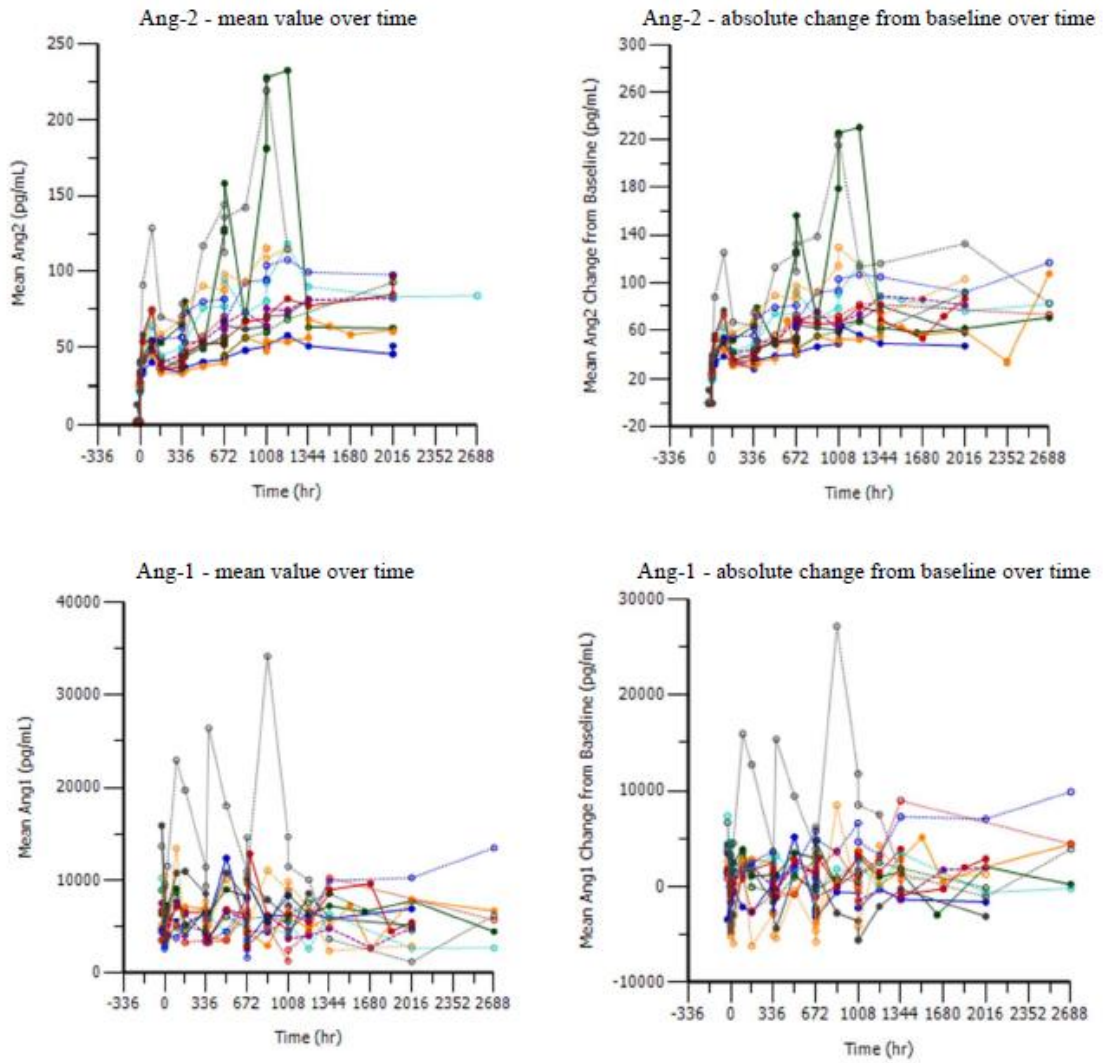 Ang-2 - mean value over time
250
200
150
100
50
0
Mean Ang2 (pg/mL)
-336 0 336 672 1008 1344 1680 2016 2352 2688
Time (hr)
Ang-2 - absolute change from baseline over time
300
260
220
180
140
100
60
20
-20
Mean Ang2 Change from Baseline (pg/mL)
-336 0 336 672 1008 1344 1680 2016 2352 2688
Time (hr)
Ang-1 - mean value over time
40000
30000
20000
10000
0
Mean Ang1 (pg/mL)
-336 0 336 672 1008 1344 1680 2016 2352 2688
Time (hr)
Ang-1 - absolute change from baseline over time
30000
20000
10000
0
-10000
Mean Ang1 Change from Baseline (pg/mL)
-336 0 336 672 1008 1344 1680 2016 2352 2688
Time (hr)